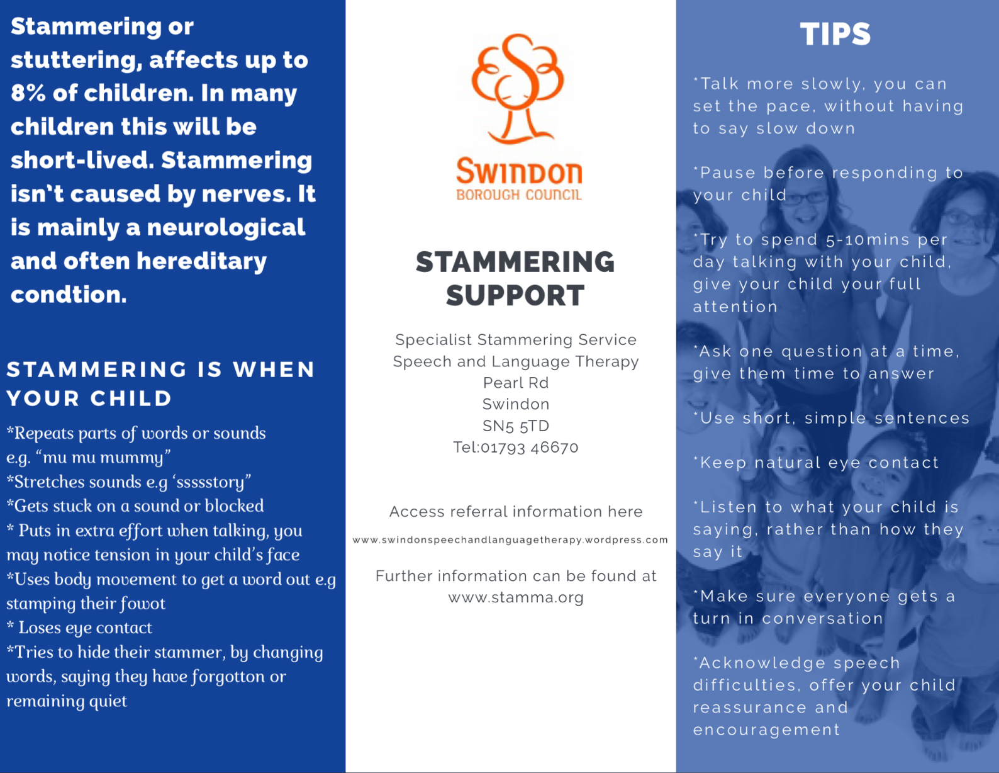 Stammering or
stuttering, affects up to
8% of children. In many
children this will be
short-lived. Stammering
isn't caused by nerves. It
is mainly a neurological
and often hereditary
condtion.
STAMMERING IS WHEN
YOUR CHILD
*Repeats parts of words or sounds
e.g. "mu mu mummy"
*Stretches sounds e.g 'sssssstory"
*Gets stuck on a sound or blocked
* Puts in extra effort when talking, you
may notice tension in your child's face
*Uses body movement to get a word out e.g
stamping their fowot
* Loses eye contact
*Tries to hide their stammer, by changing
words, saying they have forgotton or
remaining quiet
SWINDON
BOROUGH COUNCIL
STAMMERING
SUPPORT
Specialist Stammering Service
Speech and Language Therapy
Pearl Rd
Swindon
SN5 5TD
Tel:01793 46670
Access referral information here
www.swindonspeechandlanguagetherapy.wordpress.com
Further information can be found at
www.stamma.org
TIPS
*Talk more slowly, you can
set the pace, without having
to say slow down
*Pause before responding to
your child
*Try to spend 5-10mins per
day talking with your child,
give your child your full
attention
*Ask one question at a time,
give them time to answer
*Use short, simple sentences
*Keep natural eye contact
*Listen to what your child is
saying, rather than how they
say it
*Make sure everyone gets a
turn in conversation
*Acknowledge speech
difficulties, offer your child
reassurance and
encouragement